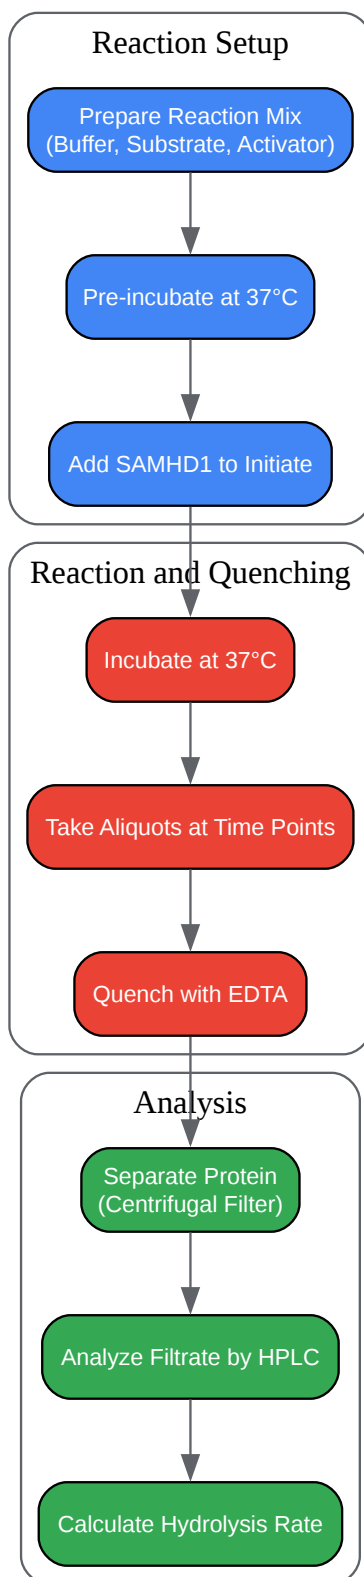 Reaction Setup
Prepare Reaction Mix
(Buffer, Substrate, Activator)
Pre-incubate at 37°C
Add SAMHD1 to Initiate
Reaction and Quenching
Incubate at 37°C
Take Aliquots at Time Points
Quench with EDTA
Analysis
Separate Protein
(Centrifugal Filter)
Analyze Filtrate by HPLC
Calculate Hydrolysis Rate